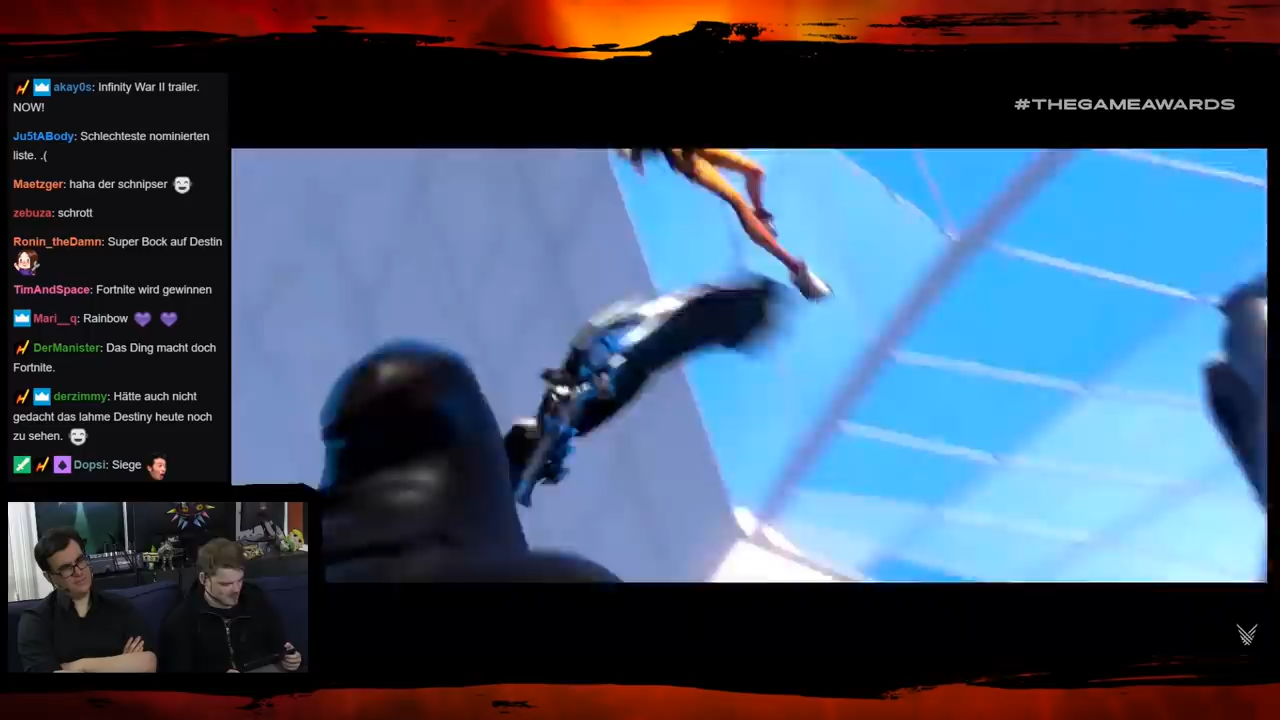 akay0s: Infinity War II trailer.
NOW!
Ju5tABody: Schlechteste nominierten
liste. .(
Maetzger: haha der schnipser
zebuza: schrott
Ronin_theDamn: Super Bock auf Destin
TimAndSpace: Fortnite wird gewinnen
Mari__q: Rainbow
DerManister: Das Ding macht doch
Fortnite.
derzimmy: Hätte auch nicht
gedacht das lahme Destiny heute noch
zu sehen.
Dopsi: Siege
#THEGAMEAWARDS